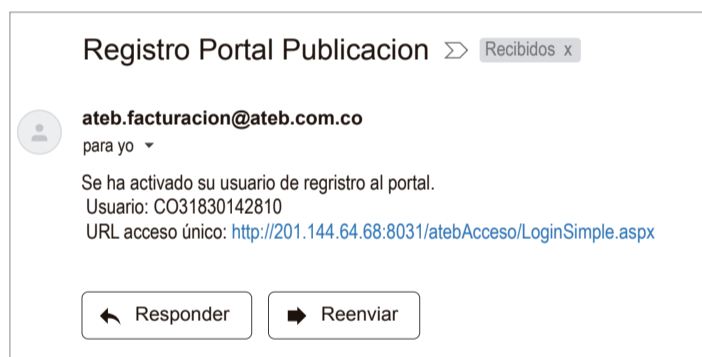 Registro Portal Publicacion Recibidos x
ateb.facturacion@ateb.com.co
para yo
Se ha activado su usuario de regristro al portal.
Usuario: CO31830142810
URL acceso único: http://201.144.64.68:8031/atebAcceso/LoginSimple.aspx
Responder Reenviar